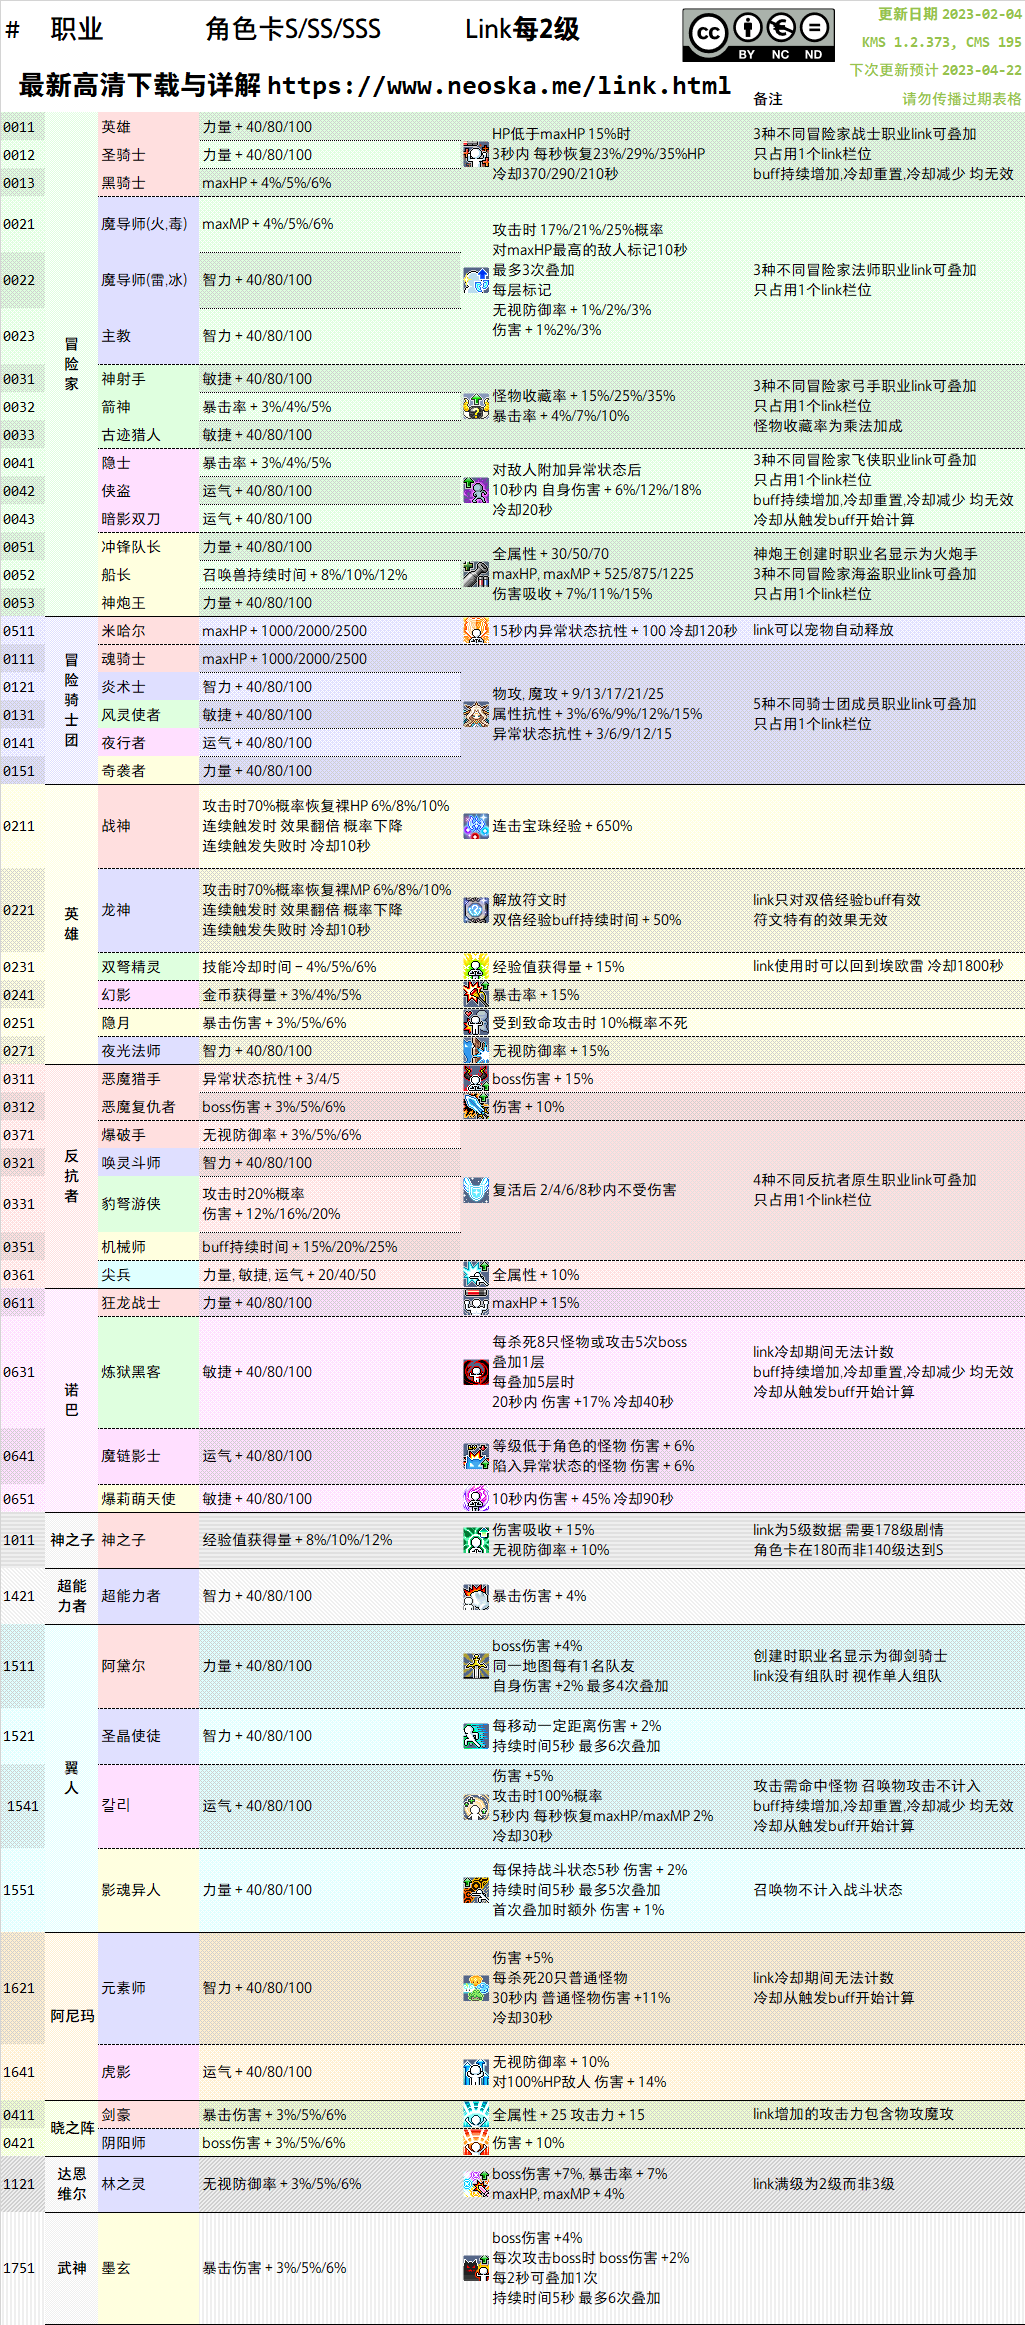 # 职业 角色卡S/SS/SSS Link每2级
CC BY NC ND
更新日期 2023-02-04
KMS 1.2.373, CMS 195
下次更新预计 2023-04-22
最新高清下载与详解 https://www.neoska.me/link.html
备注 请勿传播过期表格
冒险家
0011 英雄 力量 + 40/80/100
0012 圣骑士 力量 + 40/80/100
0013 黑骑士 maxHP + 4%/5%/6%
HP低于maxHP 15%时
3秒内 每秒恢复23%/29%/35%HP
冷却370/290/210秒
3种不同冒险家战士职业link可叠加
只占用1个link栏位
buff持续增加,冷却重置,冷却减少 均无效
0021 魔导师(火,毒) maxMP + 4%/5%/6%
0022 魔导师(雷,冰) 智力 + 40/80/100
0023 主教 智力 + 40/80/100
攻击时 17%/21%/25%概率
对maxHP最高的敌人标记10秒
最多3次叠加
每层标记
无视防御率 + 1%/2%/3%
伤害 + 1%2%/3%
3种不同冒险家法师职业link可叠加
只占用1个link栏位
0031 神射手 敏捷 + 40/80/100
0032 箭神 暴击率 + 3%/4%/5%
0033 古迹猎人 敏捷 + 40/80/100
怪物收藏率 + 15%/25%/35%
暴击率 + 4%/7%/10%
3种不同冒险家弓手职业link可叠加
只占用1个link栏位
怪物收藏率为乘法加成
0041 隐士 暴击率 + 3%/4%/5%
0042 侠盗 运气 + 40/80/100
0043 暗影双刀 运气 + 40/80/100
对敌人附加异常状态后
10秒内 自身伤害 + 6%/12%/18%
冷却20秒
3种不同冒险家飞侠职业link可叠加
只占用1个link栏位
buff持续增加,冷却重置,冷却减少 均无效
冷却从触发buff开始计算
0051 冲锋队长 力量 + 40/80/100
0052 船长 召唤兽持续时间 + 8%/10%/12%
0053 神炮王 力量 + 40/80/100
全属性 + 30/50/70
maxHP, maxMP + 525/875/1225
伤害吸收 + 7%/11%/15%
神炮王创建时职业名显示为火炮手
3种不同冒险家海盗职业link可叠加
只占用1个link栏位
冒险骑士团
0511 米哈尔 maxHP + 1000/2000/2500 15秒内异常状态抗性 + 100 冷却120秒 link可以宠物自动释放
0111 魂骑士 maxHP + 1000/2000/2500
0121 炎术士 智力 + 40/80/100
0131 风灵使者 敏捷 + 40/80/100
0141 夜行者 运气 + 40/80/100
0151 奇袭者 力量 + 40/80/100
物攻, 魔攻 + 9/13/17/21/25
属性抗性 + 3%/6%/9%/12%/15%
异常状态抗性 + 3/6/9/12/15
5种不同骑士团成员职业link可叠加
只占用1个link栏位
英雄
0211 战神
攻击时70%概率恢复裸HP 6%/8%/10%
连续触发时 效果翻倍 概率下降
连续触发失败时 冷却10秒
连击宝珠经验 + 650%
0221 龙神
攻击时70%概率恢复裸MP 6%/8%/10%
连续触发时 效果翻倍 概率下降
连续触发失败时 冷却10秒
解放符文时
双倍经验buff持续时间 + 50%
link只对双倍经验buff有效
符文特有的效果无效
0231 双弩精灵 技能冷却时间 − 4%/5%/6% 经验值获得量 + 15% link使用时可以回到埃欧雷 冷却1800秒
0241 幻影 金币获得量 + 3%/4%/5% 暴击率 + 15%
0251 隐月 暴击伤害 + 3%/5%/6% 受到致命攻击时 10%概率不死
0271 夜光法师 智力 + 40/80/100 无视防御率 + 15%
反抗者
0311 恶魔猎手 异常状态抗性 + 3/4/5 boss伤害 + 15%
0312 恶魔复仇者 boss伤害 + 3%/5%/6% 伤害 + 10%
0371 爆破手 无视防御率 + 3%/5%/6%
0321 唤灵斗师 智力 + 40/80/100
0331 豹弩游侠
攻击时20%概率
伤害 + 12%/16%/20%
0351 机械师 buff持续时间 + 15%/20%/25%
复活后 2/4/6/8秒内不受伤害
4种不同反抗者原生职业link可叠加
只占用1个link栏位
0361 尖兵 力量, 敏捷, 运气 + 20/40/50 全属性 + 10%
诺巴
0611 狂龙战士 力量 + 40/80/100 maxHP + 15%
0631 炼狱黑客 敏捷 + 40/80/100
每杀死8只怪物或攻击5次boss
叠加1层
每叠加5层时
20秒内 伤害 +17% 冷却40秒
link冷却期间无法计数
buff持续增加,冷却重置,冷却减少 均无效
冷却从触发buff开始计算
0641 魔链影士 运气 + 40/80/100
等级低于角色的怪物 伤害 + 6%
陷入异常状态的怪物 伤害 + 6%
0651 爆莉萌天使 敏捷 + 40/80/100 10秒内伤害 + 45% 冷却90秒
1011 神之子 神之子 经验值获得量 + 8%/10%/12%
伤害吸收 + 15%
无视防御率 + 10%
link为5级数据 需要178级剧情
角色卡在180而非140级达到S
1421 超能力者 超能力者 智力 + 40/80/100 暴击伤害 + 4%
翼人
1511 阿黛尔 力量 + 40/80/100
boss伤害 +4%
同一地图每有1名队友
自身伤害 +2% 最多4次叠加
创建时职业名显示为御剑骑士
link没有组队时 视作单人组队
1521 圣晶使徒 智力 + 40/80/100
每移动一定距离伤害 + 2%
持续时间5秒 最多6次叠加
1541 칼리 运气 + 40/80/100
伤害 +5%
攻击时100%概率
5秒内 每秒恢复maxHP/maxMP 2%
冷却30秒
攻击需命中怪物 召唤物攻击不计入
buff持续增加,冷却重置,冷却减少 均无效
冷却从触发buff开始计算
1551 影魂异人 力量 + 40/80/100
每保持战斗状态5秒 伤害 + 2%
持续时间5秒 最多5次叠加
首次叠加时额外 伤害 + 1%
召唤物不计入战斗状态
阿尼玛
1621 元素师 智力 + 40/80/100
伤害 +5%
每杀死20只普通怪物
30秒内 普通怪物伤害 +11%
冷却30秒
link冷却期间无法计数
冷却从触发buff开始计算
1641 虎影 运气 + 40/80/100
无视防御率 + 10%
对100%HP敌人 伤害 + 14%
晓之阵
0411 剑豪 暴击伤害 + 3%/5%/6% 全属性 + 25 攻击力 + 15 link增加的攻击力包含物攻魔攻
0421 阴阳师 boss伤害 + 3%/5%/6% 伤害 + 10%
1121 达恩维尔 林之灵 无视防御率 + 3%/5%/6%
boss伤害 +7%, 暴击率 + 7%
maxHP, maxMP + 4%
link满级为2级而非3级
1751 武神 墨玄 暴击伤害 + 3%/5%/6%
boss伤害 +4%
每次攻击boss时 boss伤害 +2%
每2秒可叠加1次
持续时间5秒 最多6次叠加